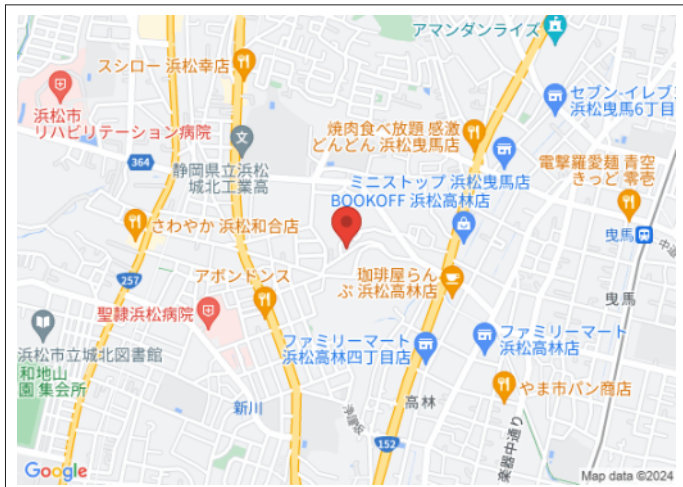 アマンダンライズ
スシロー 浜松幸店
浜松市
リハビリテーション病院
セブン-イレブン
浜松曳馬6丁目
焼肉食べ放題 感激
どんどん 浜松曳馬店
364
静岡県立浜松
城北工業高
電撃羅愛麺 青空
きっど 零壱
ミニストップ 浜松曳馬店
BOOKOFF 浜松高林店
さわやか 浜松和合店
曳馬
中通り
257
アボンドンス
珈琲屋らん
ぷ 浜松高林店
聖隷浜松病院
曳馬
浜松市立城北図書館
ファミリーマート
浜松高林四丁目店
ファミリーマート
浜松高林店
和地山
園 集会所
やま市パン商店
新川
高林
152
楽器中通り
Google
Map data ©2024